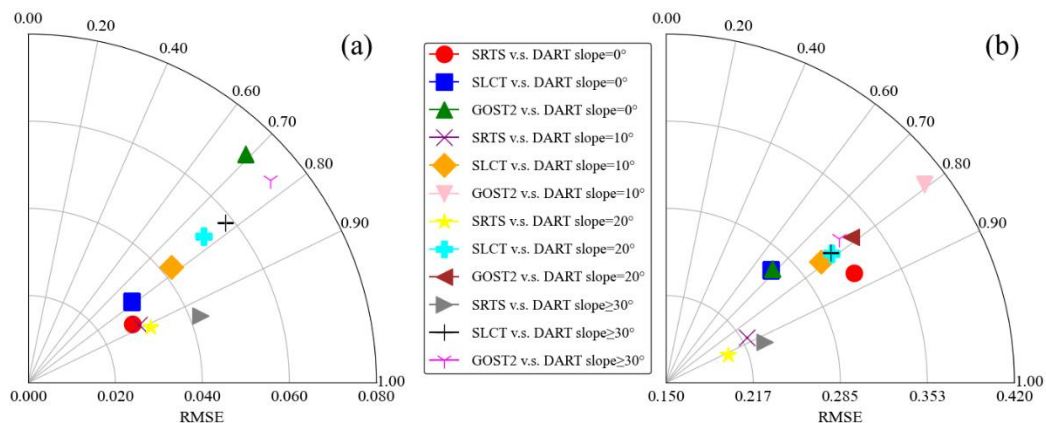 0.00
0.20
0.40
0.60
0.70
0.80
0.90
1.00
(a)
0.000
0.020
0.040
0.060
0.080
RMSE
SRTS v.s. DART slope=0°
SLCT v.s. DART slope=0°
GOST2 v.s. DART slope=0°
SRTS v.s. DART slope=10°
SLCT v.s. DART slope=10°
GOST2 v.s. DART slope=10°
SRTS v.s. DART slope=20°
SLCT v.s. DART slope=20°
GOST2 v.s. DART slope=20°
SRTS v.s. DART slope≥30°
SLCT v.s. DART slope≥30°
GOST2 v.s. DART slope≥30°
0.00
0.20
0.40
0.60
0.70
0.80
0.90
1.00
(b)
0.150
0.217
0.285
0.353
0.420
RMSE